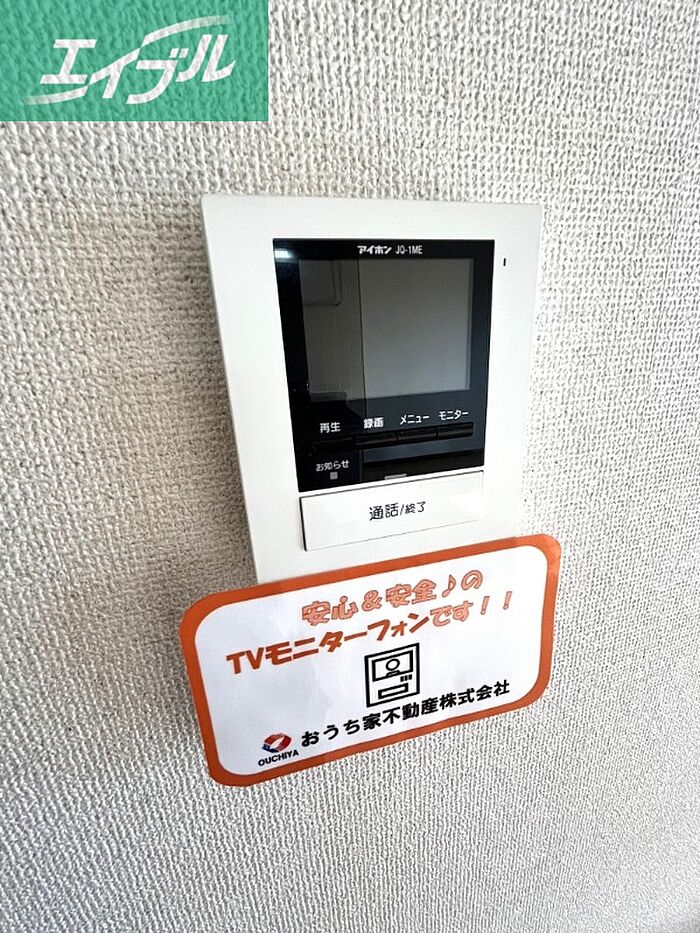 エイブル
アイホン JQ-1ME
再生 録画 メニュー モニター
お知らせ
通話/終了
安心&安全♪の
TVモニターフォンです!!
おうち家不動産株式会社
OUCHIYA